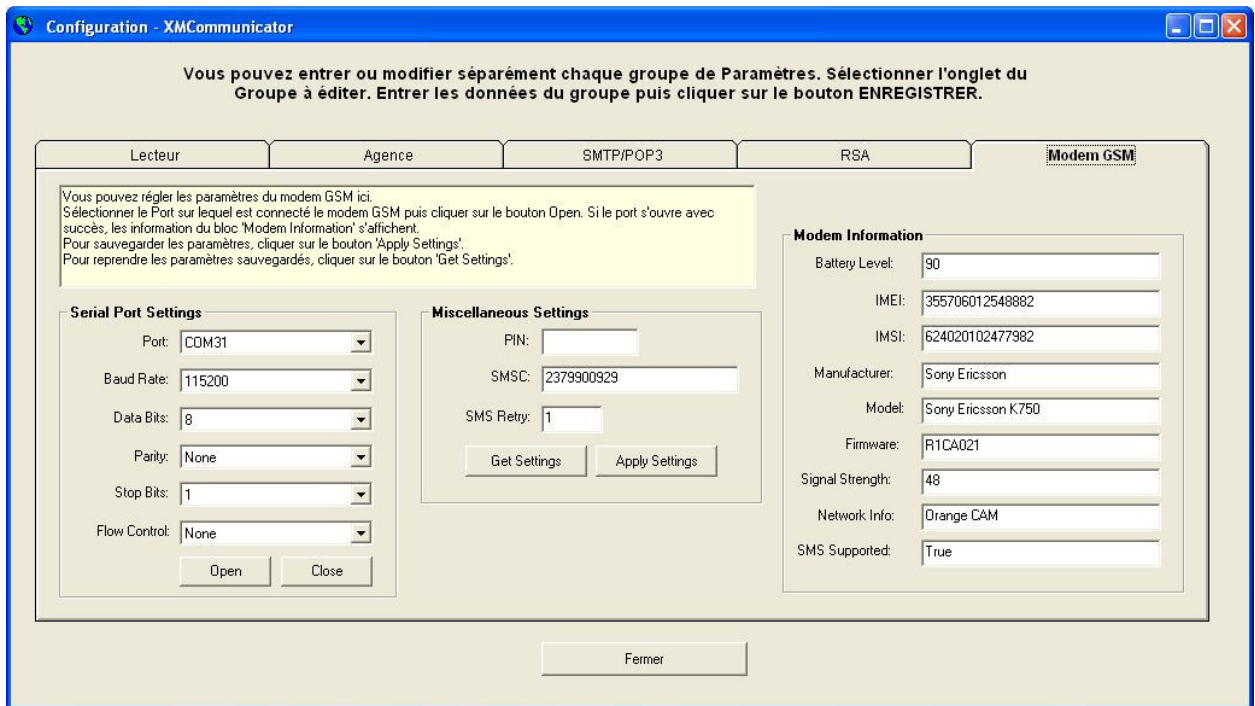 Configuration - XMCommunicator
Vous pouvez entrer ou modifier séparément chaque groupe de Paramètres. Sélectionner l'onglet du
Groupe à éditer. Entrer les données du groupe puis cliquer sur le bouton ENREGISTRER.
Lecteur
Agence
SMTP/POP3
RSA
Modem GSM
Vous pouvez régler les paramètres du modem GSM ici.
Sélectionner le Port sur lequel est connecté le modem GSM puis cliquer sur le bouton Open. Si le port s'ouvre avec
succès, les information du bloc 'Modem Information' s'affichent.
Pour sauvegarder les paramètres, cliquer sur le bouton 'Apply Settings'.
Pour reprendre les paramètres sauvegardés, cliquer sur le bouton 'Get Settings'.
Serial Port Settings
Port: COM31
Baud Rate: 115200
Data Bits: 8
Parity: None
Stop Bits: 1
Flow Control: None
Open
Close
Miscellaneous Settings
PIN:
SMSC: 2379900929
SMS Retry: 1
Get Settings
Apply Settings
Modem Information
Battery Level: 90
IMEI: 355706012548882
IMSI: 624020102477982
Manufacturer: Sony Ericsson
Model: Sony Ericsson K750
Firmware: R1CA021
Signal Strength: 48
Network Info: Orange CAM
SMS Supported: True
Fermer